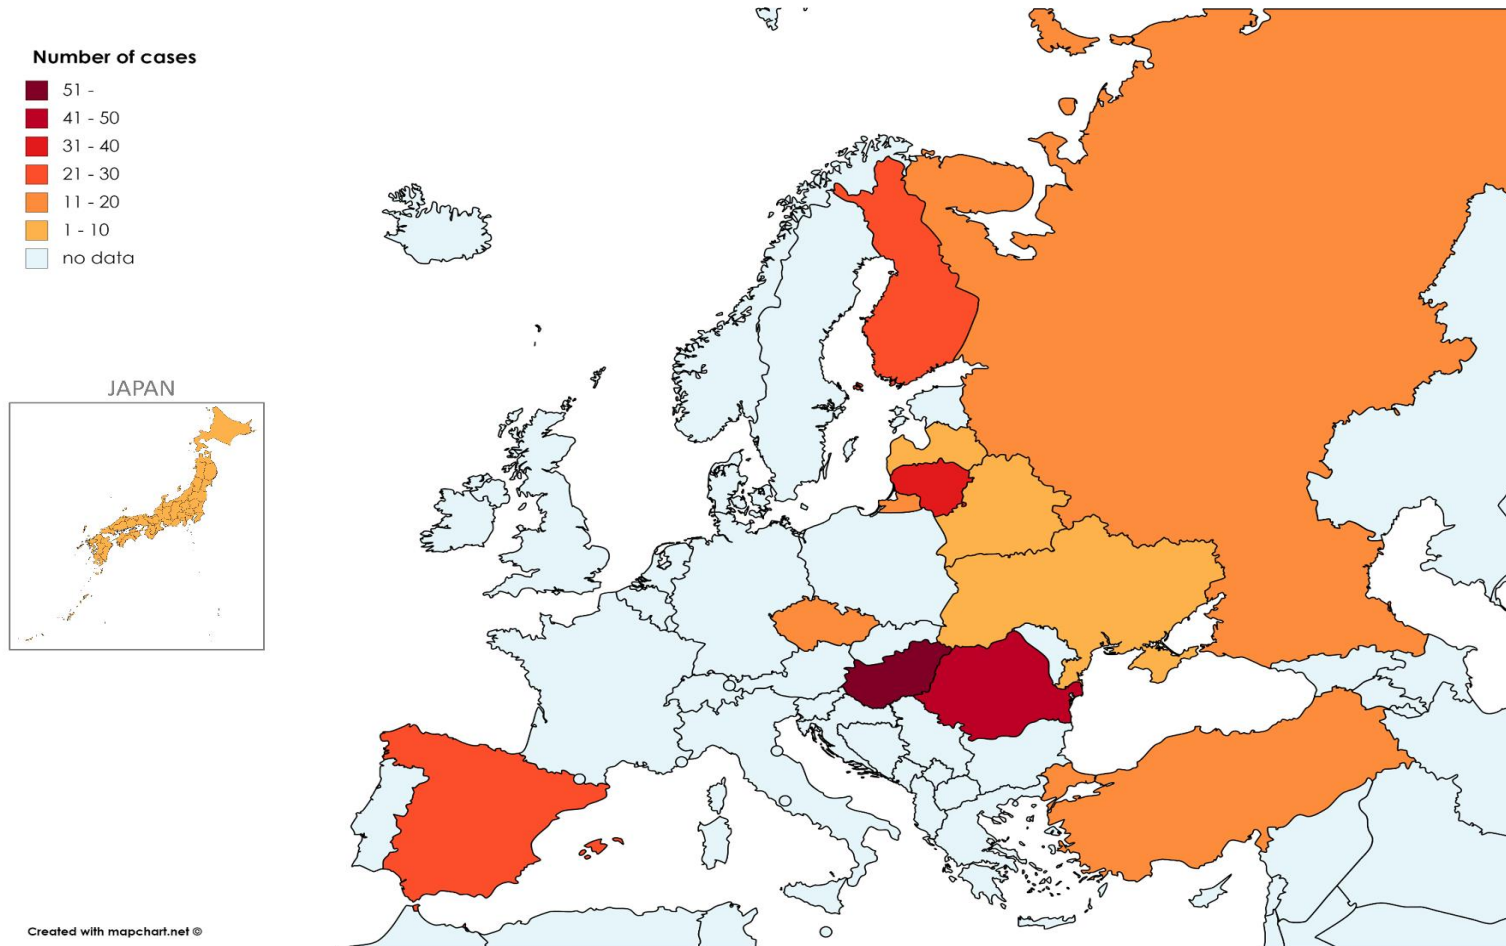 Number of cases
51 -
41 - 50
31 - 40
21 - 30
11 - 20
1 - 10
no data
JAPAN
Created with mapchart.net ©